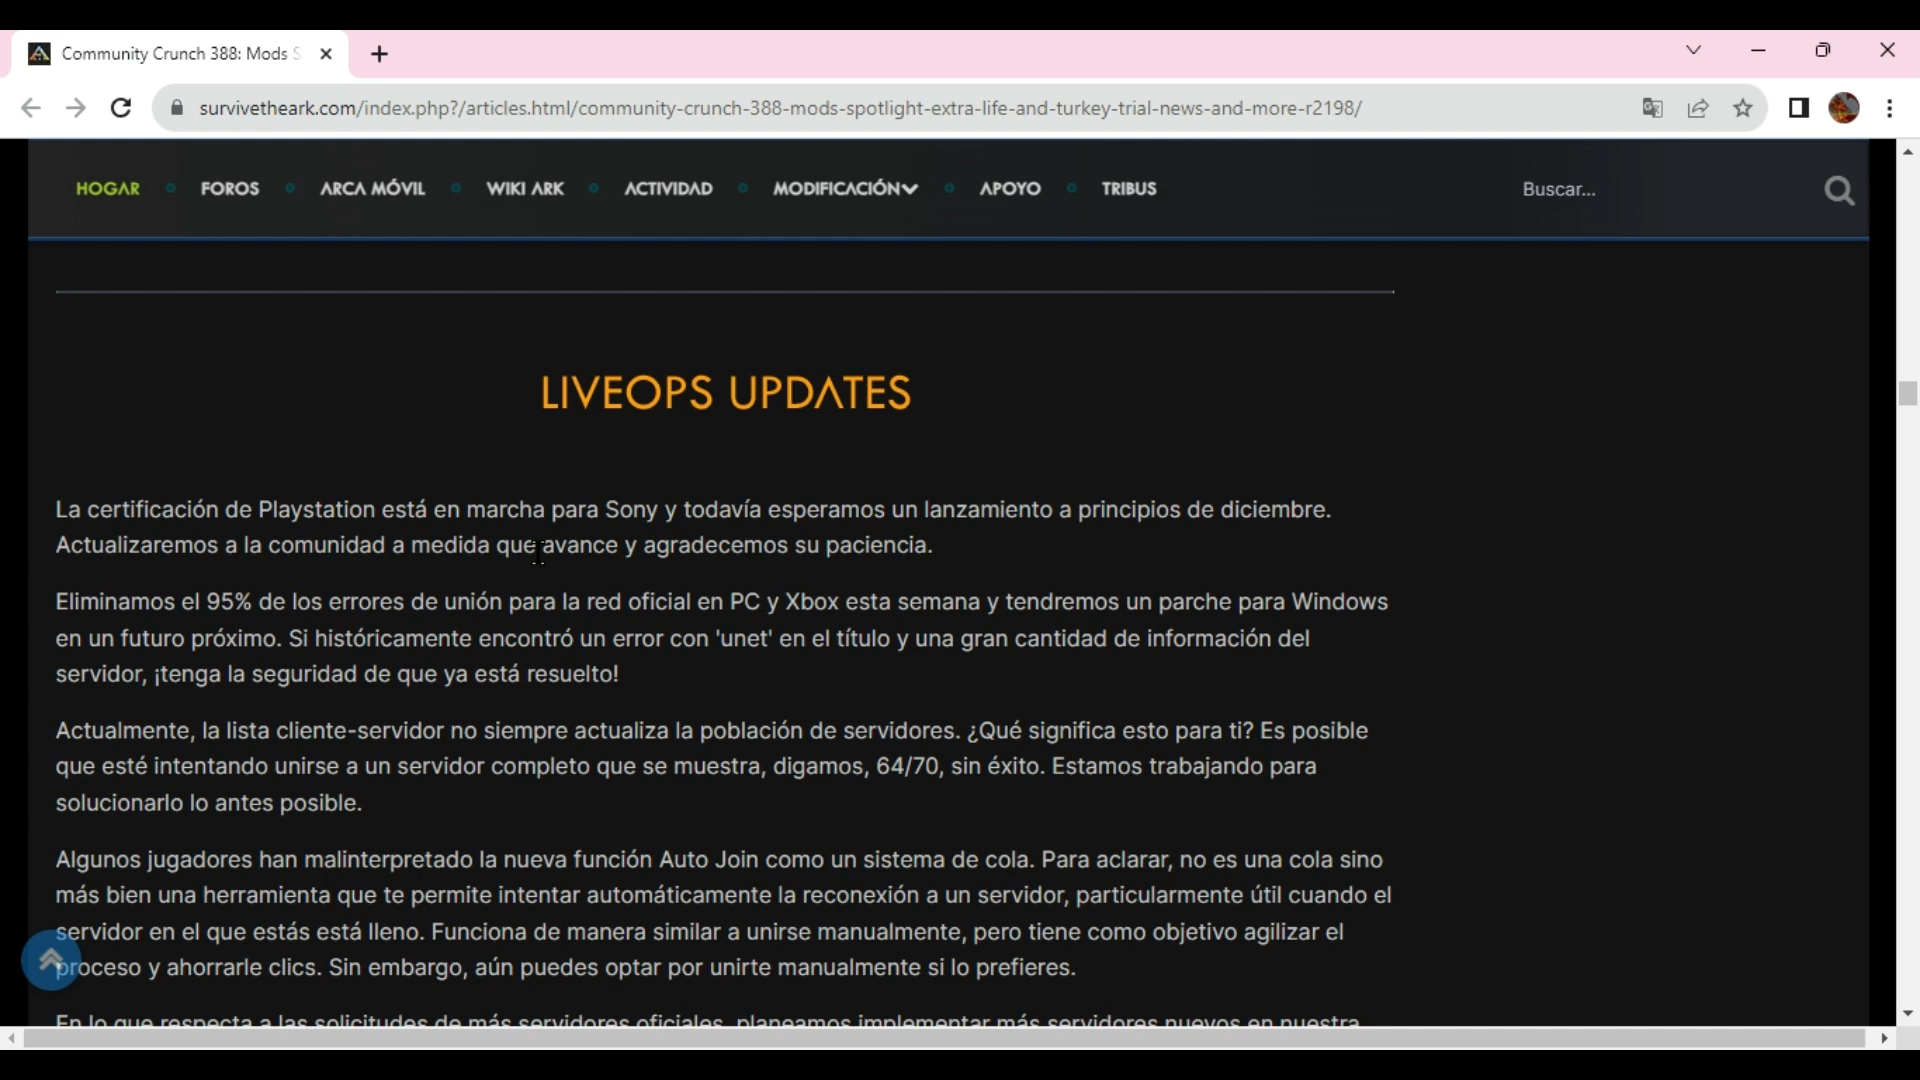 Community Crunch 388: Mods S
survivetheark.com/index.php?/articles.html/community-crunch-388-mods-spotlight-extra-life-and-turkey-trial-news-and-more-r2198/
HOGAR FOROS ARCA MÓVIL WIKI ARK ACTIVIDAD MODIFICACIÓN APOYO TRIBUS Buscar...
LIVEOPS UPDATES
La certificación de Playstation está en marcha para Sony y todavía esperamos un lanzamiento a principios de diciembre.
Actualizaremos a la comunidad a medida que avance y agradecemos su paciencia.
Eliminamos el 95% de los errores de unión para la red oficial en PC y Xbox esta semana y tendremos un parche para Windows
en un futuro próximo. Si históricamente encontró un error con 'unet' en el título y una gran cantidad de información del
servidor, ¡tenga la seguridad de que ya está resuelto!
Actualmente, la lista cliente-servidor no siempre actualiza la población de servidores. ¿Qué significa esto para ti? Es posible
que esté intentando unirse a un servidor completo que se muestra, digamos, 64/70, sin éxito. Estamos trabajando para
solucionarlo lo antes posible.
Algunos jugadores han malinterpretado la nueva función Auto Join como un sistema de cola. Para aclarar, no es una cola sino
más bien una herramienta que te permite intentar automáticamente la reconexión a un servidor, particularmente útil cuando el
servidor en el que estás está lleno. Funciona de manera similar a unirse manualmente, pero tiene como objetivo agilizar el
proceso y ahorrarle clics. Sin embargo, aún puedes optar por unirte manualmente si lo prefieres.
En lo que respecta a las solicitudes de más servidores oficiales, planeamos implementar más servidores nuevos en nuestra